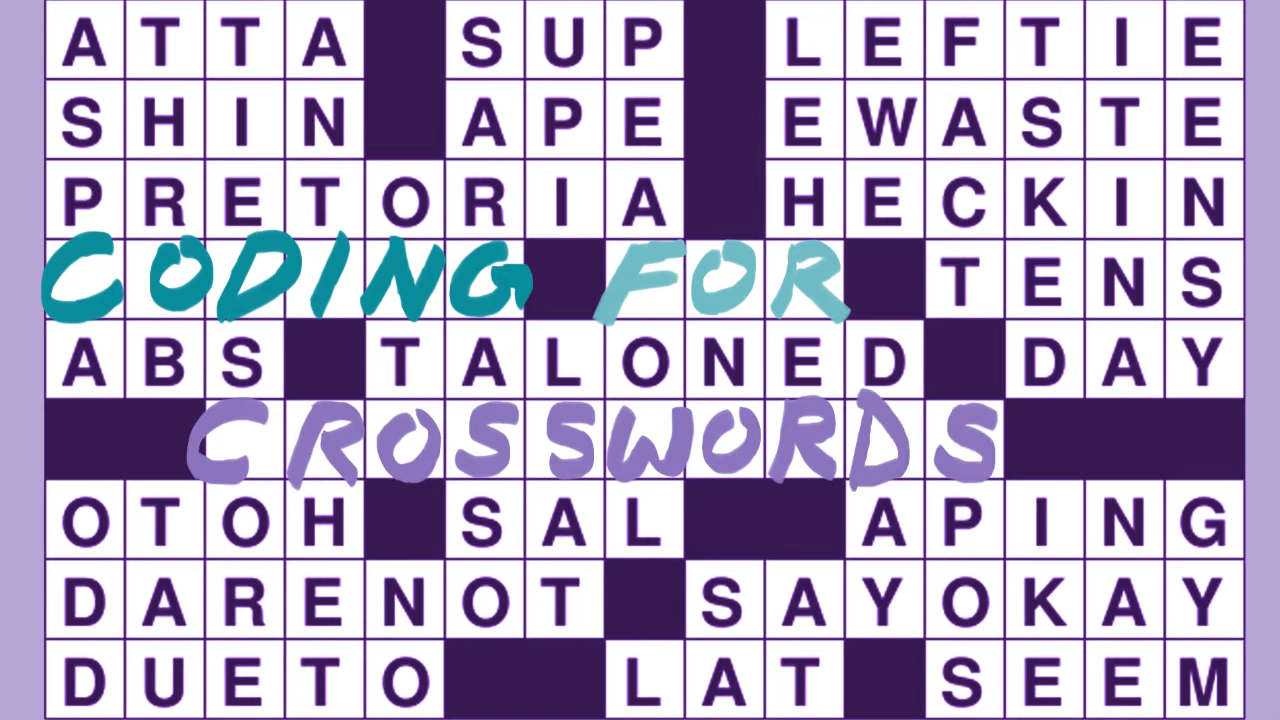 ATTA SUP LEFTIE
SHIN APE EWASTE
PRETORIA HECKIN
CODING FOR TENS
ABS TALONED DAY
CROSSWORDS
OTOH SAL APING
DARENOT SAYOKAY
DUETO LAT SEEM